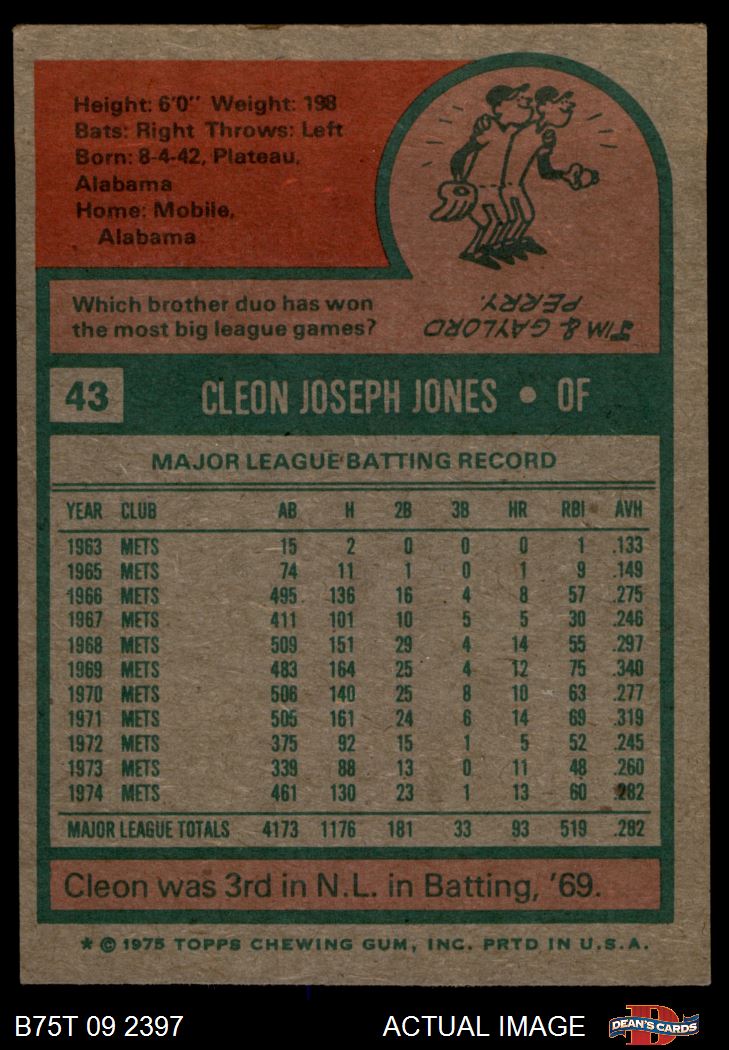 Height: 6'0" Weight: 198
Bats: Right Throws: Left
Born: 8-4-42, Plateau,
Alabama
Home: Mobile,
Alabama
Which brother duo has won
the most big league games?
JIM & GAYLORD
PERRY.
43 CLEON JOSEPH JONES • OF
MAJOR LEAGUE BATTING RECORD
YEAR CLUB AB H 2B 3B HR RBI AVH
1963 METS 15 2 0 0 0 1 .133
1965 METS 74 11 1 0 1 9 .149
1966 METS 495 136 16 4 8 57 .275
1967 METS 411 101 10 5 5 30 .246
1968 METS 509 151 29 4 14 55 .297
1969 METS 483 164 25 4 12 75 .340
1970 METS 506 140 25 8 10 63 .277
1971 METS 505 161 24 6 14 69 .319
1972 METS 375 92 15 1 5 52 .245
1973 METS 339 88 13 0 11 48 .260
1974 METS 461 130 23 1 13 60 .282
MAJOR LEAGUE TOTALS 4173 1176 181 33 93 519 .282
Cleon was 3rd in N.L. in Batting, '69.
* © 1975 TOPPS CHEWING GUM, INC. PRTD IN U.S.A.
B75T 09 2397 ACTUAL IMAGE
DEAN'S CARDS